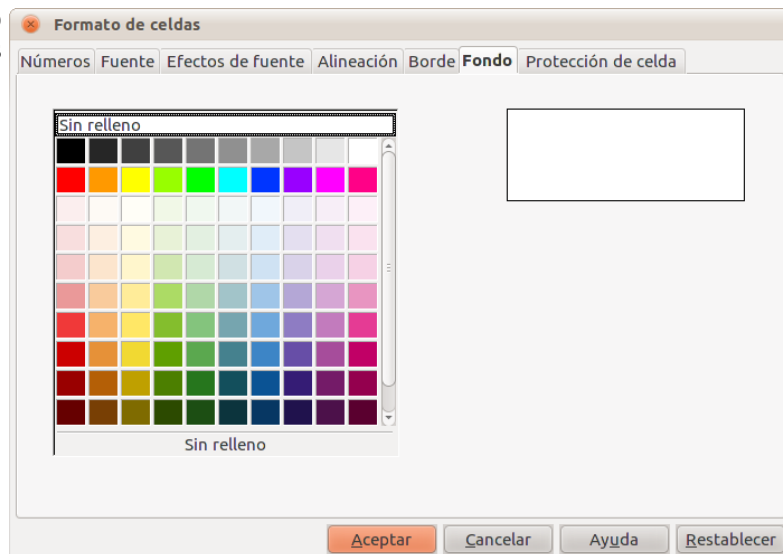 Formato de celdas
Números Fuente Efectos de fuente Alineación Borde Fondo Protección de celda
Sin relleno
Sin relleno
Aceptar Cancelar Ayuda Restablecer